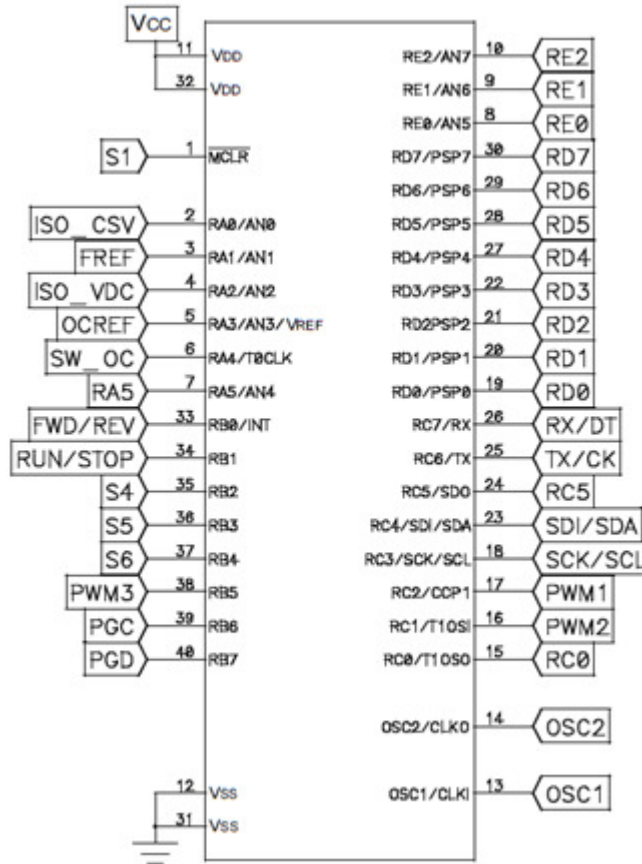 VCC
11 VDD RE2/AN7 10 RE2
32 VDD RE1/AN6 9 RE1
RE0/AN5 8 RE0
S1 1 MCLR RD7/PSP7 30 RD7
RD6/PSP6 29 RD6
ISO_CSV 2 RA0/AN0 RD5/PSP5 28 RD5
FREF 3 RA1/AN1 RD4/PSP4 27 RD4
ISO_VDC 4 RA2/AN2 RD3/PSP3 22 RD3
OCREF 5 RA3/AN3/VREF RD2PSP2 21 RD2
SW_OC 6 RA4/T0CLK RD1/PSP1 20 RD1
RA5 7 RA5/AN4 RD0/PSP0 19 RD0
FWD/REV 33 RB0/INT RC7/RX 26 RX/DT
RUN/STOP 34 RB1 RC6/TX 25 TX/CK
S4 35 RB2 RC5/SDO 24 RC5
S5 36 RB3 RC4/SDI/SDA 23 SDI/SDA
S6 37 RB4 RC3/SCK/SCL 18 SCK/SCL
PWM3 38 RB5 RC2/CCP1 17 PWM1
PGC 39 RB6 RC1/T1OSI 16 PWM2
PGD 40 RB7 RC0/T1OSO 15 RC0
OSC2/CLKO 14 OSC2
12 VSS OSC1/CLKI 13 OSC1
31 VSS